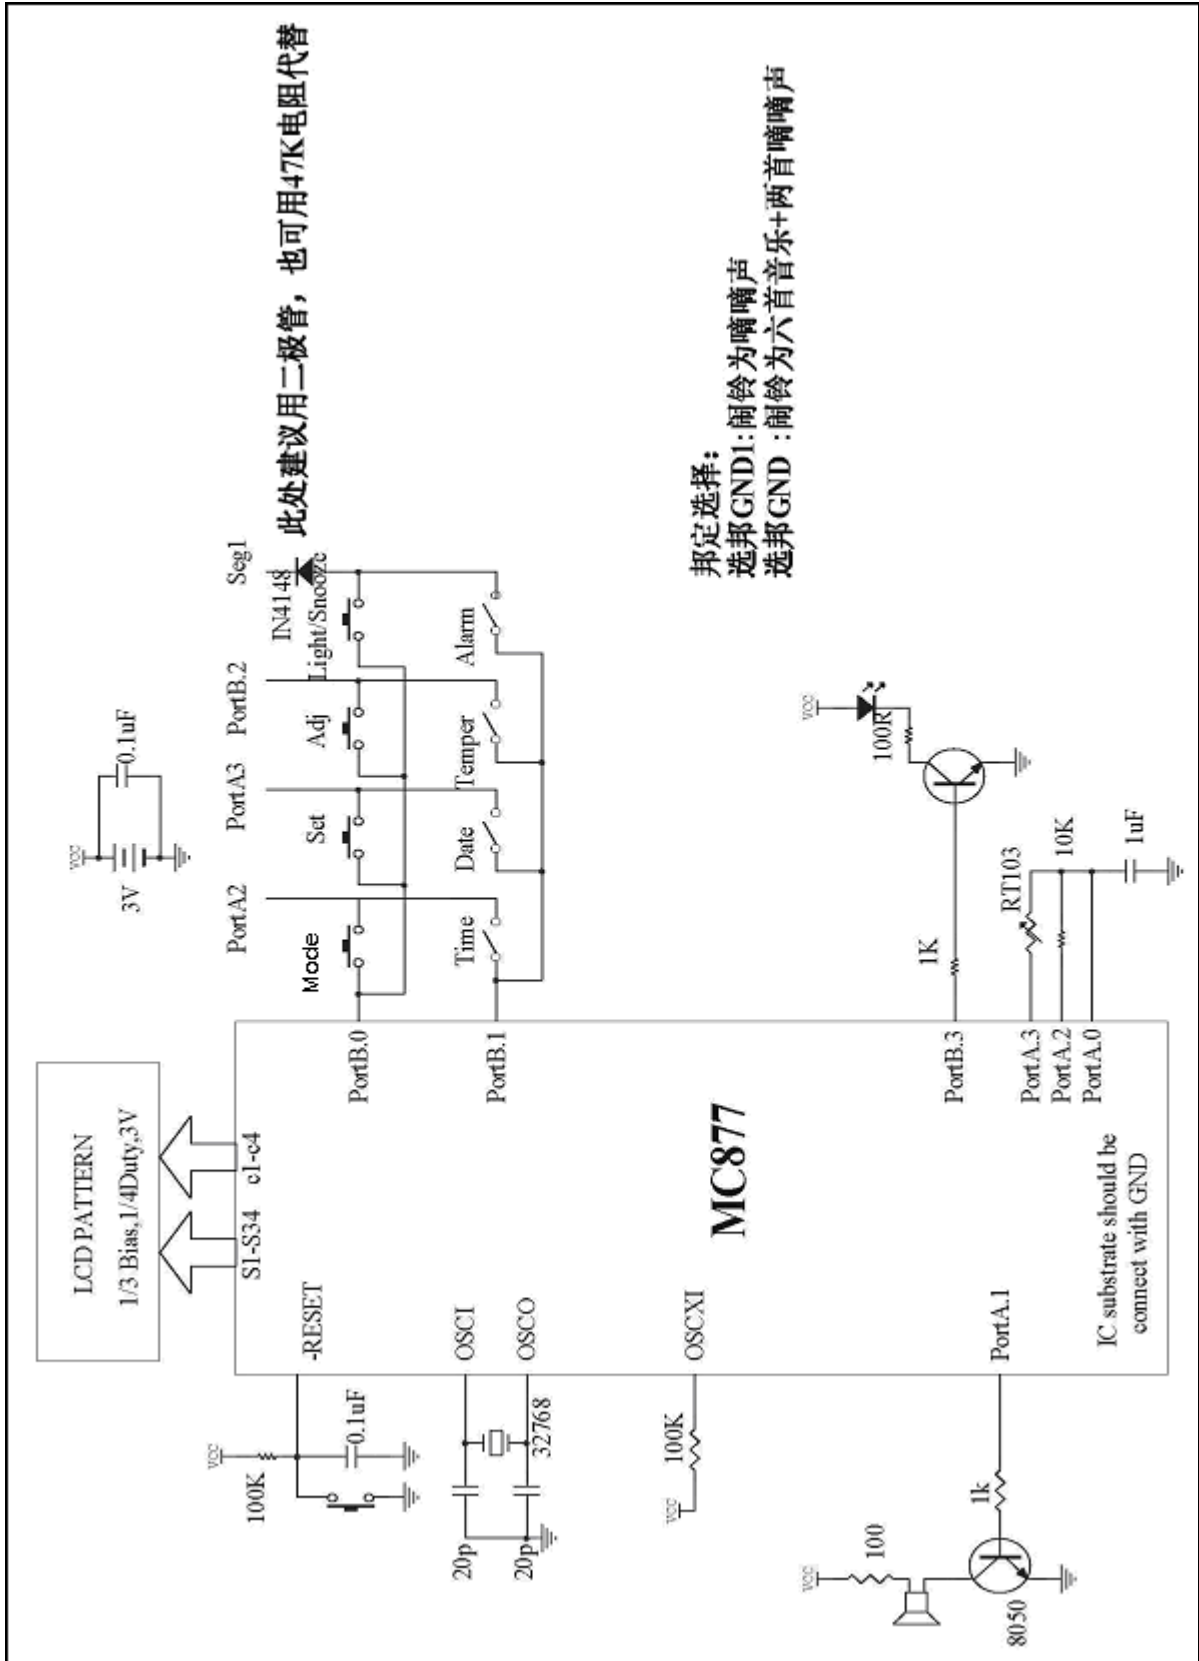 LCD PATTERN
1/3 Bias,1/4Duty,3V
VCC
3V
0.1uF
S1-S34
c1-c4
PortA2
PortA3
PortB.2
Seg1
IN4148
此处建议用二极管，也可用47K电阻代替
Mode
Set
Adj
Light/Snooze
Time
Date
Temper
Alarm
VCC
100K
0.1uF
-RESET
PortB.0
20p
20p
32768
OSCI
OSCO
PortB.1
VCC
100K
OSCXI
MC877
邦定选择：
选邦GND1:闹铃为嘀嘀声
选邦GND :闹铃为六首音乐+两首嘀嘀声
VCC
100R
1K
PortB.3
VCC
100
1k
8050
PortA.1
PortA.3
PortA.2
PortA.0
RT103
10K
1uF
IC substrate should be
connect with GND